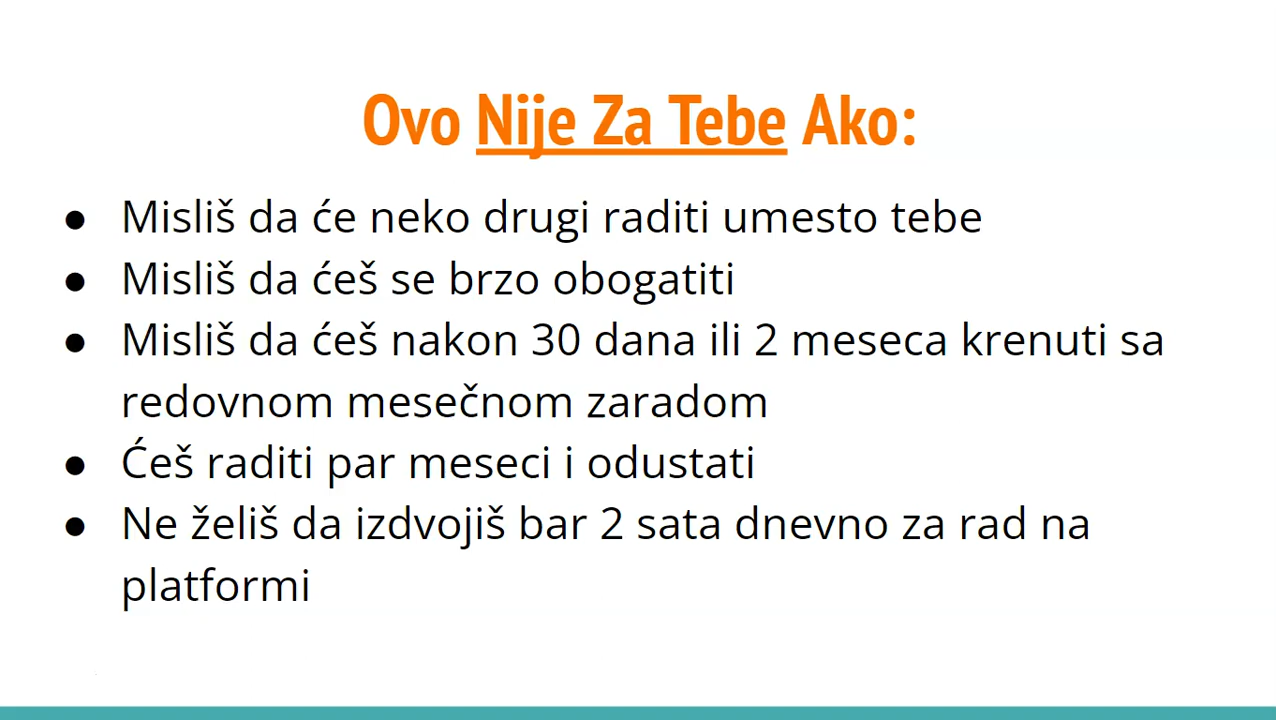 Ovo Nije Za Tebe Ako:
● Misliš da će neko drugi raditi umesto tebe
● Misliš da ćeš se brzo obogatiti
● Misliš da ćeš nakon 30 dana ili 2 meseca krenuti sa
redovnom mesečnom zaradom
● Ćeš raditi par meseci i odustati
● Ne želiš da izdvojiš bar 2 sata dnevno za rad na
platformi